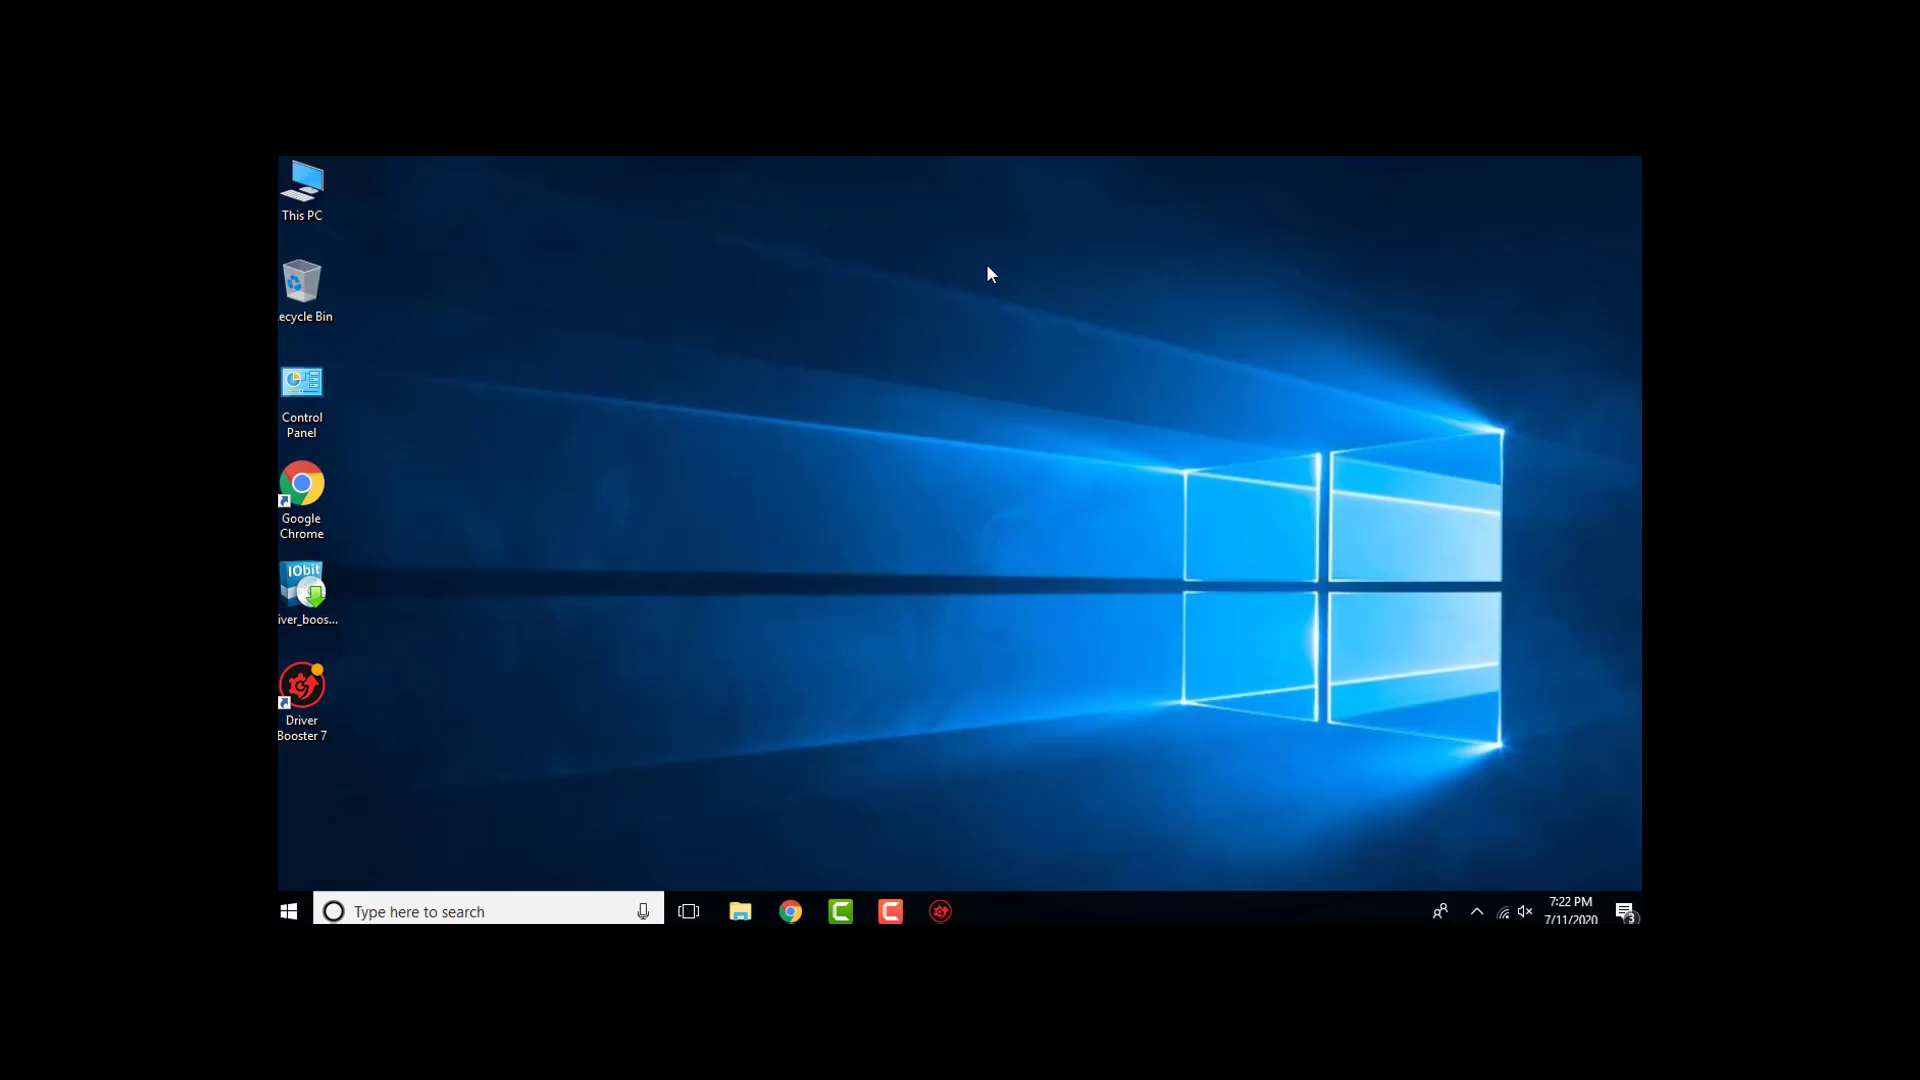 This PC
ecycle Bin
Control
Panel
Google
Chrome
IObit
iver_boos...
Driver
Booster 7
Type here to search
7:22 PM
7/11/2020
3